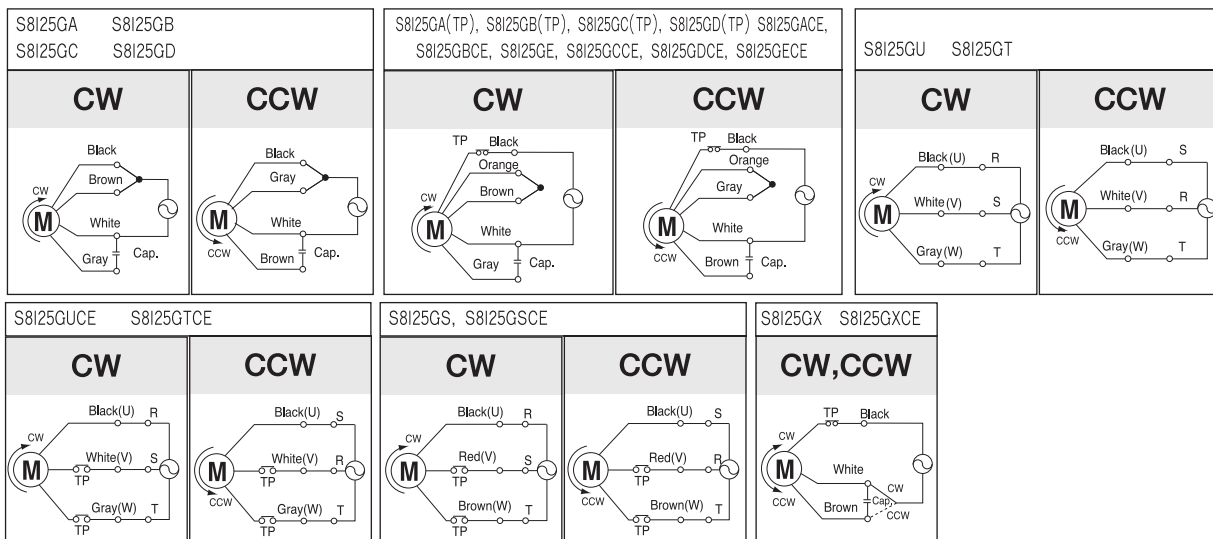 S8I25GA S8I25GB
S8I25GC S8I25GD
CW CCW
Black
Brown
White
Gray
Cap.
CW
M
Black
Gray
White
Brown
Cap.
CCW
M
S8I25GA(TP), S8I25GB(TP), S8I25GC(TP), S8I25GD(TP) S8I25GACE,
S8I25GBCE, S8I25GE, S8I25GCCE, S8I25GDCE, S8I25GECE
CW CCW
TP Black
Orange
Brown
White
Gray
Cap.
CW
M
TP Black
Orange
Gray
White
Brown
Cap.
CCW
M
S8I25GU S8I25GT
CW CCW
Black(U) R
White(V) S
Gray(W) T
CW
M
Black(U) S
White(V) R
Gray(W) T
CCW
M
S8I25GUCE S8I25GTCE
CW CCW
Black(U) R
White(V) S
TP
Gray(W) T
TP
CW
M
Black(U) S
White(V) R
TP
Gray(W) T
TP
CCW
M
S8I25GS, S8I25GSCE
CW CCW
Black(U) R
Red(V) S
TP
Brown(W) T
TP
CW
M
Black(U) S
Red(V) R
TP
Brown(W) T
TP
CCW
M
S8I25GX S8I25GXCE
CW,CCW
TP Black
White
Brown
Cap.
CW
CCW
CW
CCW
M